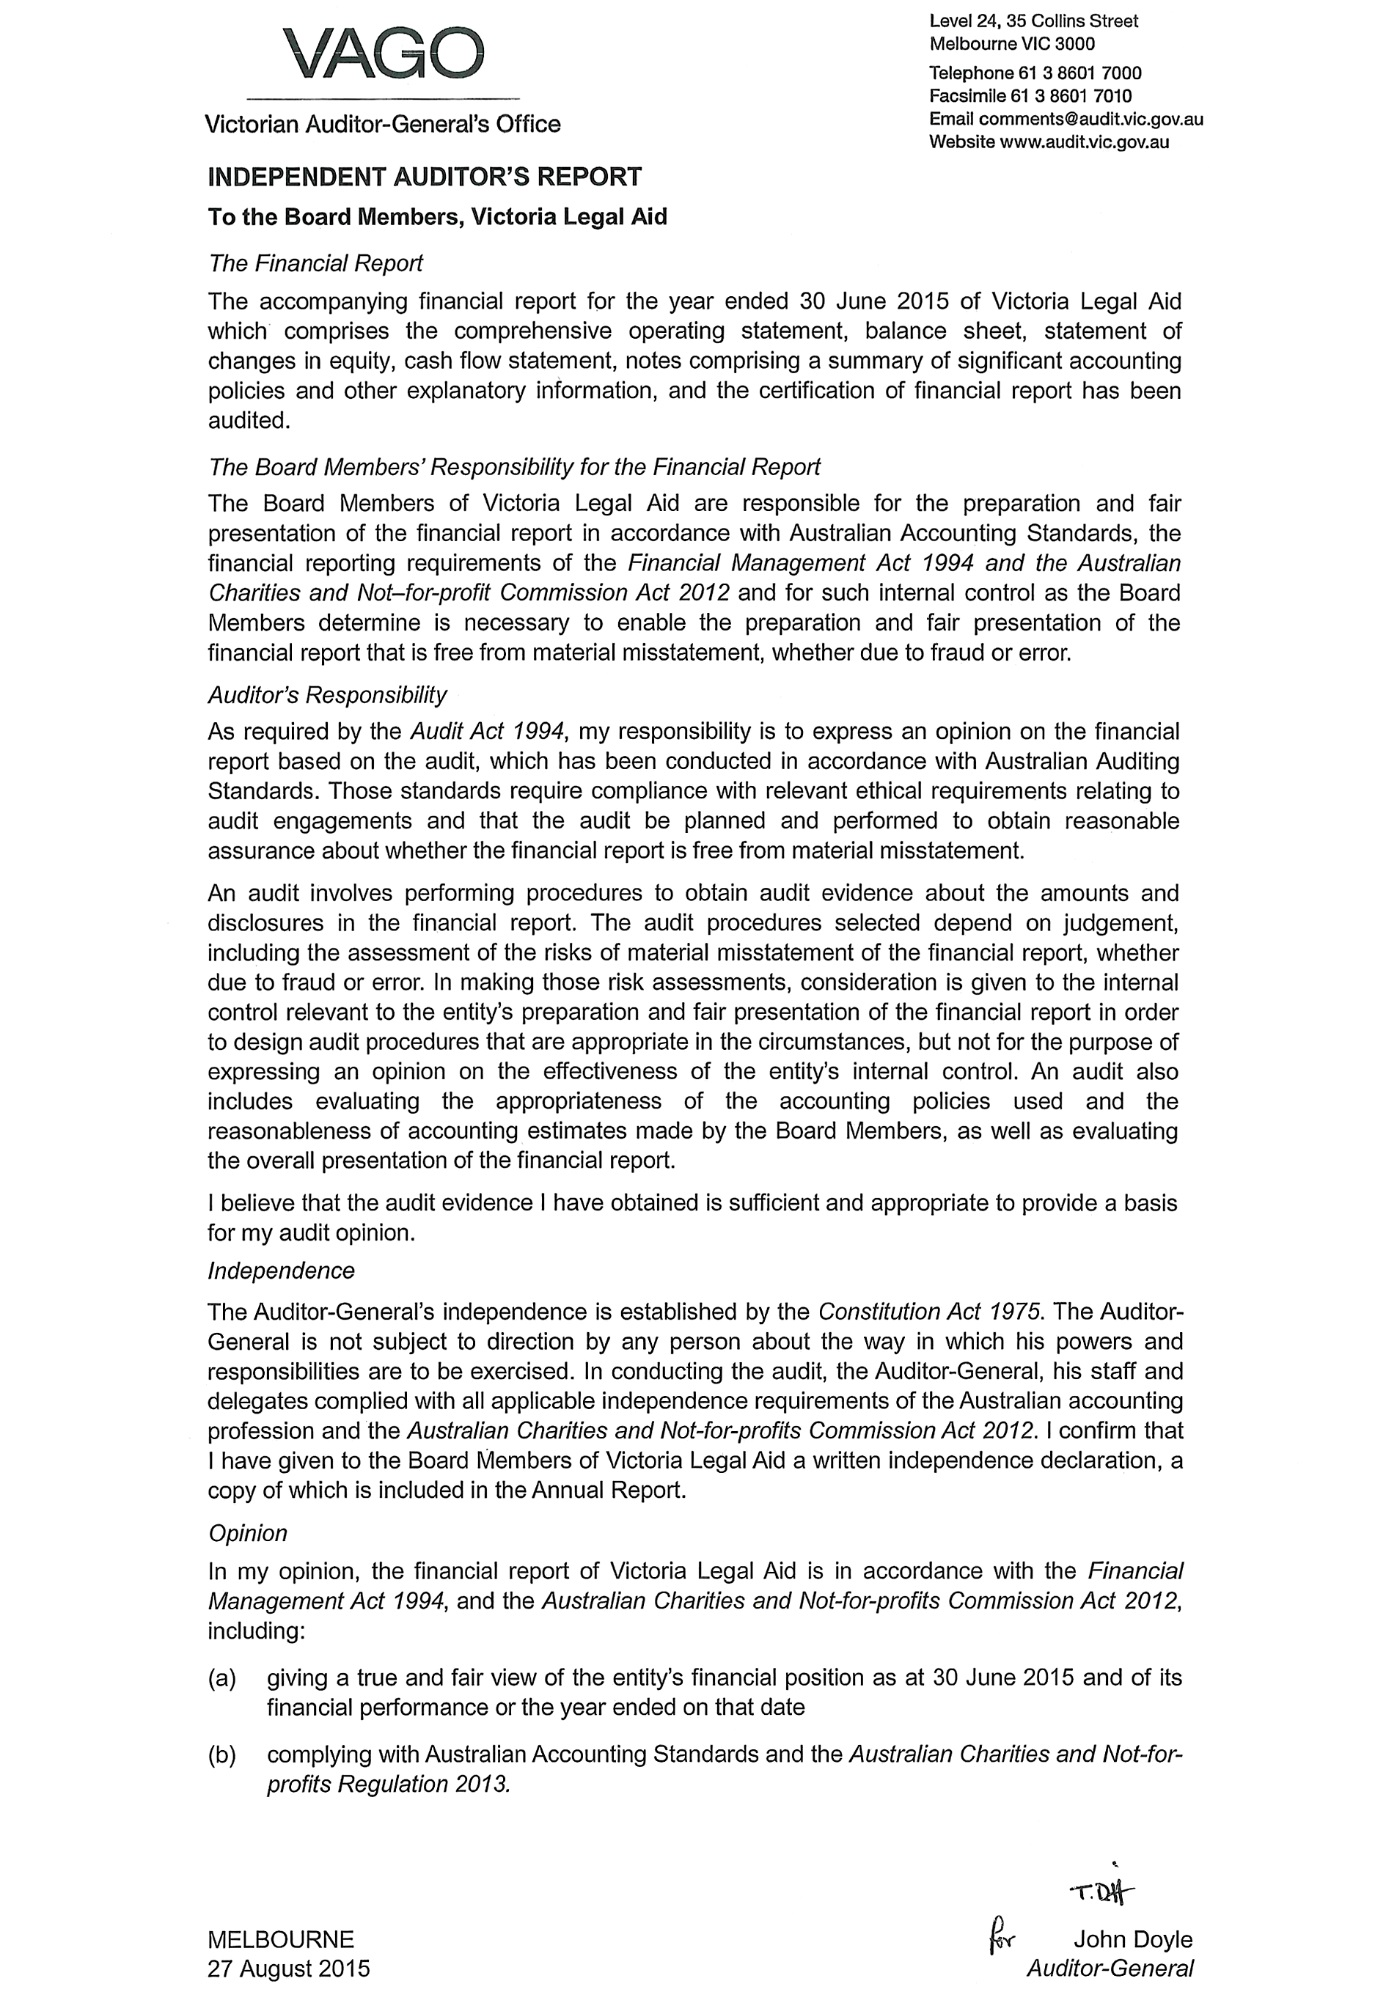 VAGO
Victorian Auditor-General's Office
Level 24, 35 Collins Street
Melbourne VIC 3000
Telephone 61 3 8601 7000
Facsimile 61 3 8601 7010
Email comments@audit.vic.gov.au
Website www.audit.vic.gov.au
INDEPENDENT AUDITOR'S REPORT
To the Board Members, Victoria Legal Aid
The Financial Report
The accompanying financial report for the year ended 30 June 2015 of Victoria Legal Aid
which comprises the comprehensive operating statement, balance sheet, statement of
changes in equity, cash flow statement, notes comprising a summary of significant accounting
policies and other explanatory information, and the certification of financial report has been
audited.
The Board Members' Responsibility for the Financial Report
The Board Members of Victoria Legal Aid are responsible for the preparation and fair
presentation of the financial report in accordance with Australian Accounting Standards, the
financial reporting requirements of the Financial Management Act 1994 and the Australian
Charities and Not–for-profit Commission Act 2012 and for such internal control as the Board
Members determine is necessary to enable the preparation and fair presentation of the
financial report that is free from material misstatement, whether due to fraud or error.
Auditor's Responsibility
As required by the Audit Act 1994, my responsibility is to express an opinion on the financial
report based on the audit, which has been conducted in accordance with Australian Auditing
Standards. Those standards require compliance with relevant ethical requirements relating to
audit engagements and that the audit be planned and performed to obtain reasonable
assurance about whether the financial report is free from material misstatement.
An audit involves performing procedures to obtain audit evidence about the amounts and
disclosures in the financial report. The audit procedures selected depend on judgement,
including the assessment of the risks of material misstatement of the financial report, whether
due to fraud or error. In making those risk assessments, consideration is given to the internal
control relevant to the entity's preparation and fair presentation of the financial report in order
to design audit procedures that are appropriate in the circumstances, but not for the purpose of
expressing an opinion on the effectiveness of the entity's internal control. An audit also
includes evaluating the appropriateness of the accounting policies used and the
reasonableness of accounting estimates made by the Board Members, as well as evaluating
the overall presentation of the financial report.
I believe that the audit evidence I have obtained is sufficient and appropriate to provide a basis
for my audit opinion.
Independence
The Auditor-General's independence is established by the Constitution Act 1975. The Auditor-
General is not subject to direction by any person about the way in which his powers and
responsibilities are to be exercised. In conducting the audit, the Auditor-General, his staff and
delegates complied with all applicable independence requirements of the Australian accounting
profession and the Australian Charities and Not-for-profits Commission Act 2012. I confirm that
I have given to the Board Members of Victoria Legal Aid a written independence declaration, a
copy of which is included in the Annual Report.
Opinion
In my opinion, the financial report of Victoria Legal Aid is in accordance with the Financial
Management Act 1994, and the Australian Charities and Not-for-profits Commission Act 2012,
including:
(a) giving a true and fair view of the entity's financial position as at 30 June 2015 and of its
financial performance or the year ended on that date
(b) complying with Australian Accounting Standards and the Australian Charities and Not-for-
profits Regulation 2013.
MELBOURNE
27 August 2015
for John Doyle
Auditor-General